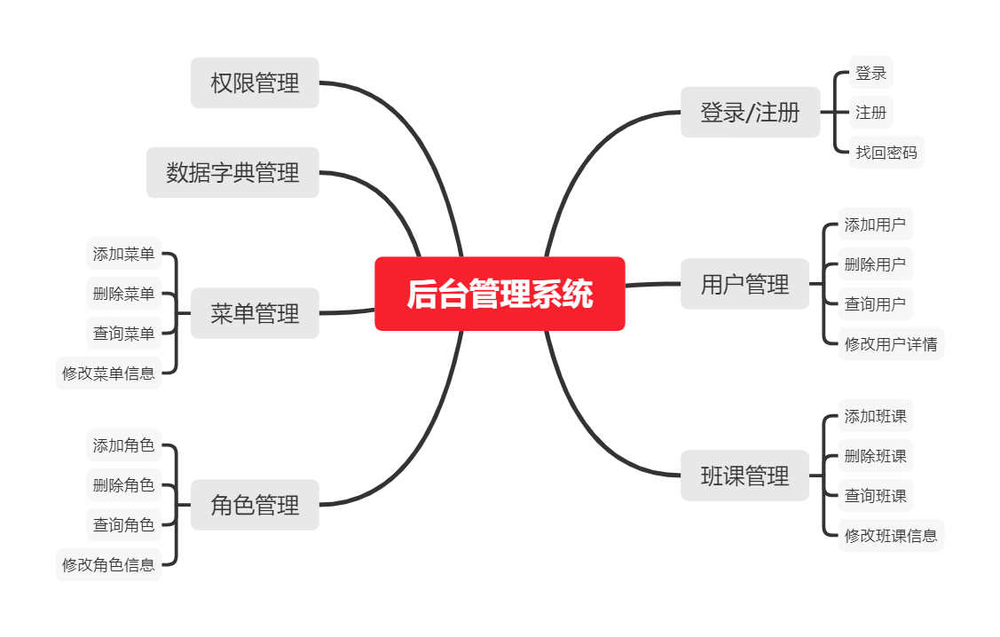 后台管理系统
登录/注册
登录
注册
找回密码
用户管理
添加用户
删除用户
查询用户
修改用户详情
班课管理
添加班课
删除班课
查询班课
修改班课信息
权限管理
数据字典管理
菜单管理
添加菜单
删除菜单
查询菜单
修改菜单信息
角色管理
添加角色
删除角色
查询角色
修改角色信息